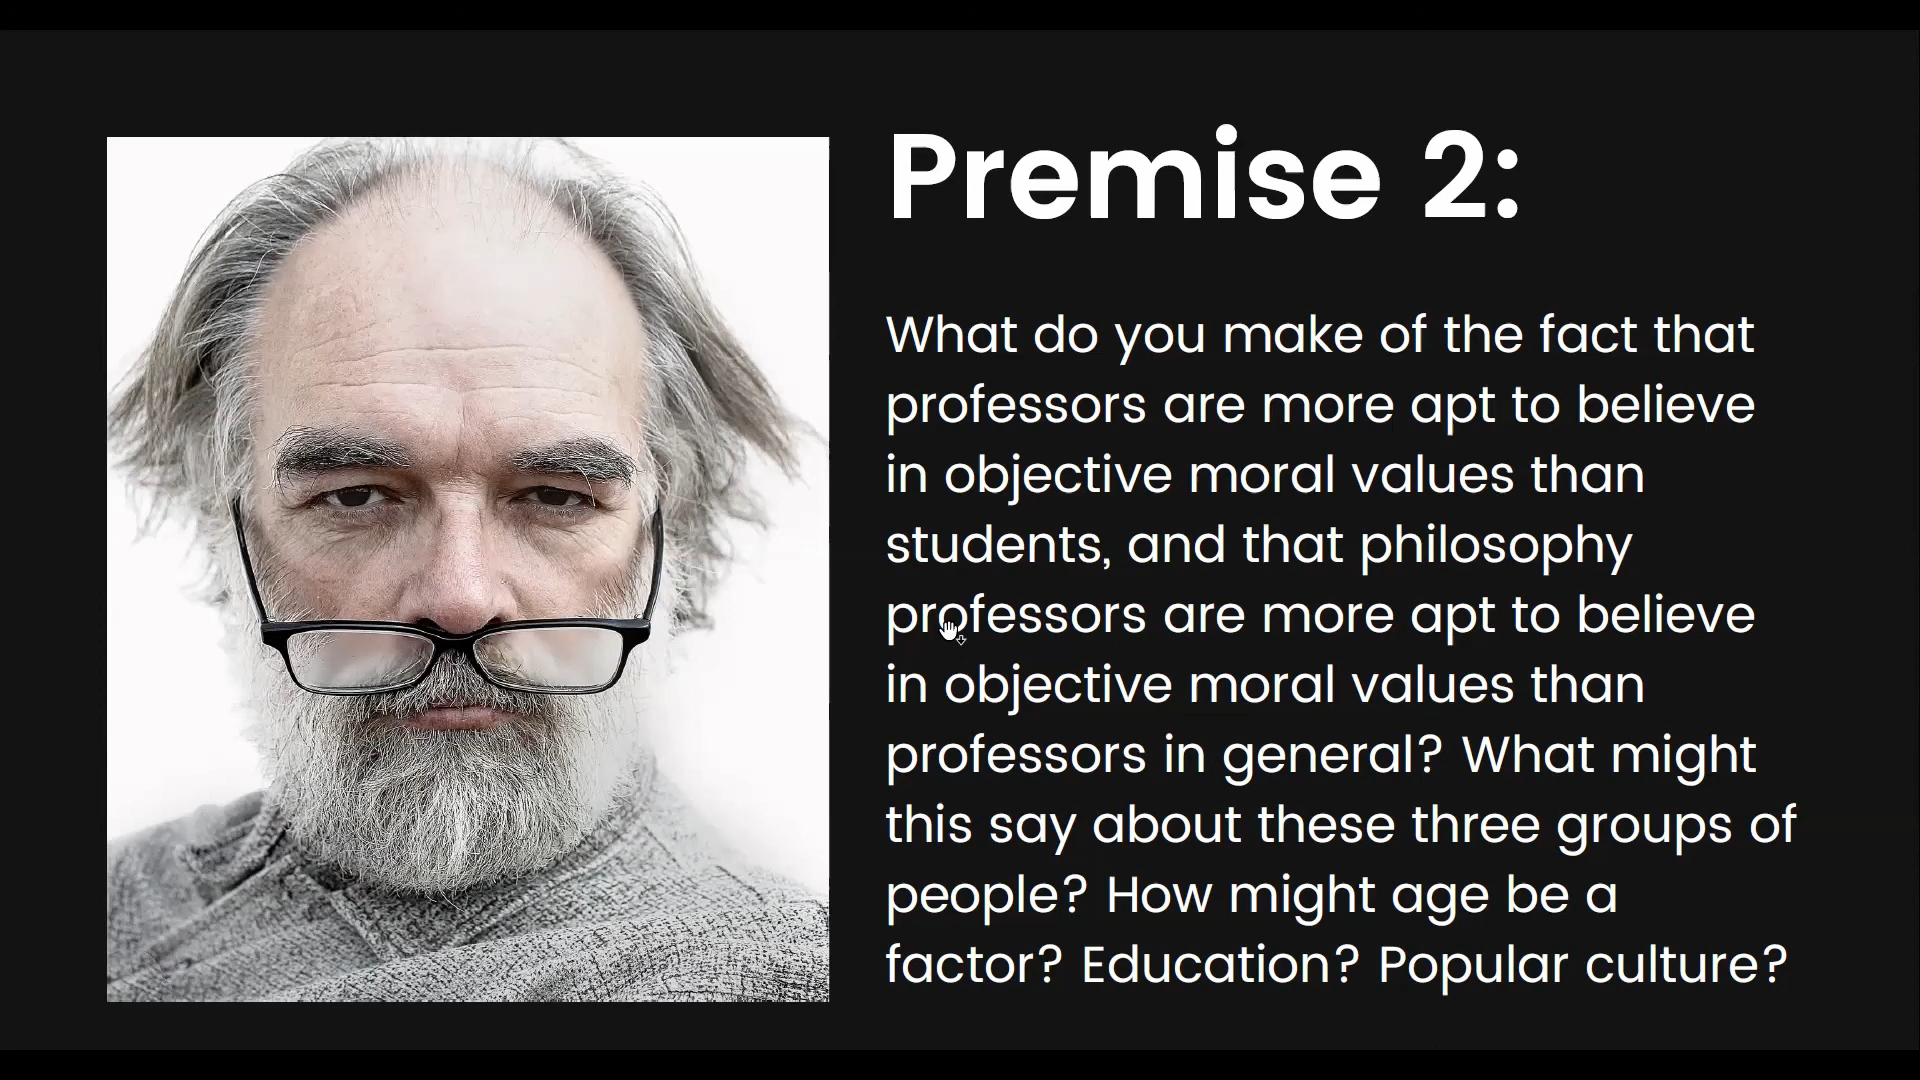 Premise 2:
What do you make of the fact that
professors are more apt to believe
in objective moral values than
students, and that philosophy
professors are more apt to believe
in objective moral values than
professors in general? What might
this say about these three groups of
people? How might age be a
factor? Education? Popular culture?